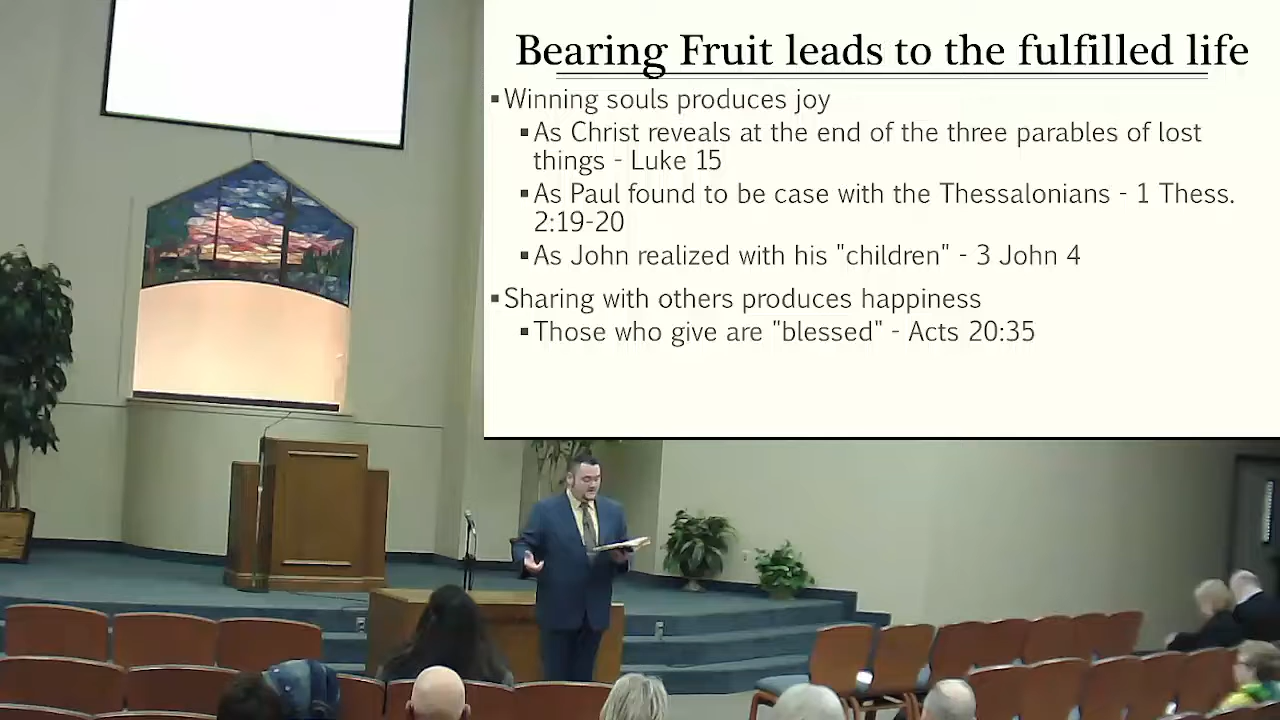 Bearing Fruit leads to the fulfilled life
▪Winning souls produces joy
▪As Christ reveals at the end of the three parables of lost
things - Luke 15
▪As Paul found to be case with the Thessalonians - 1 Thess.
2:19-20
▪As John realized with his "children" - 3 John 4
▪Sharing with others produces happiness
▪Those who give are "blessed" - Acts 20:35